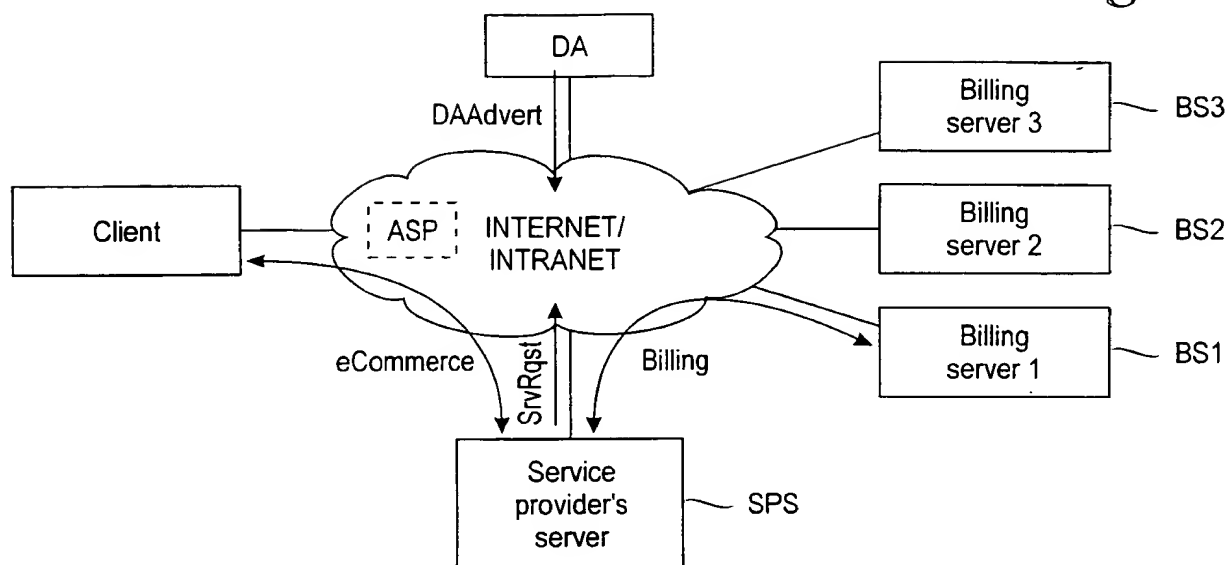 g
DA
DAAdvert
Billing
server 3
BS3
Client
ASP
INTERNET/
INTRANET
Billing
server 2
BS2
eCommerce
SrvRqst
Billing
Billing
server 1
BS1
Service
provider's
server
SPS